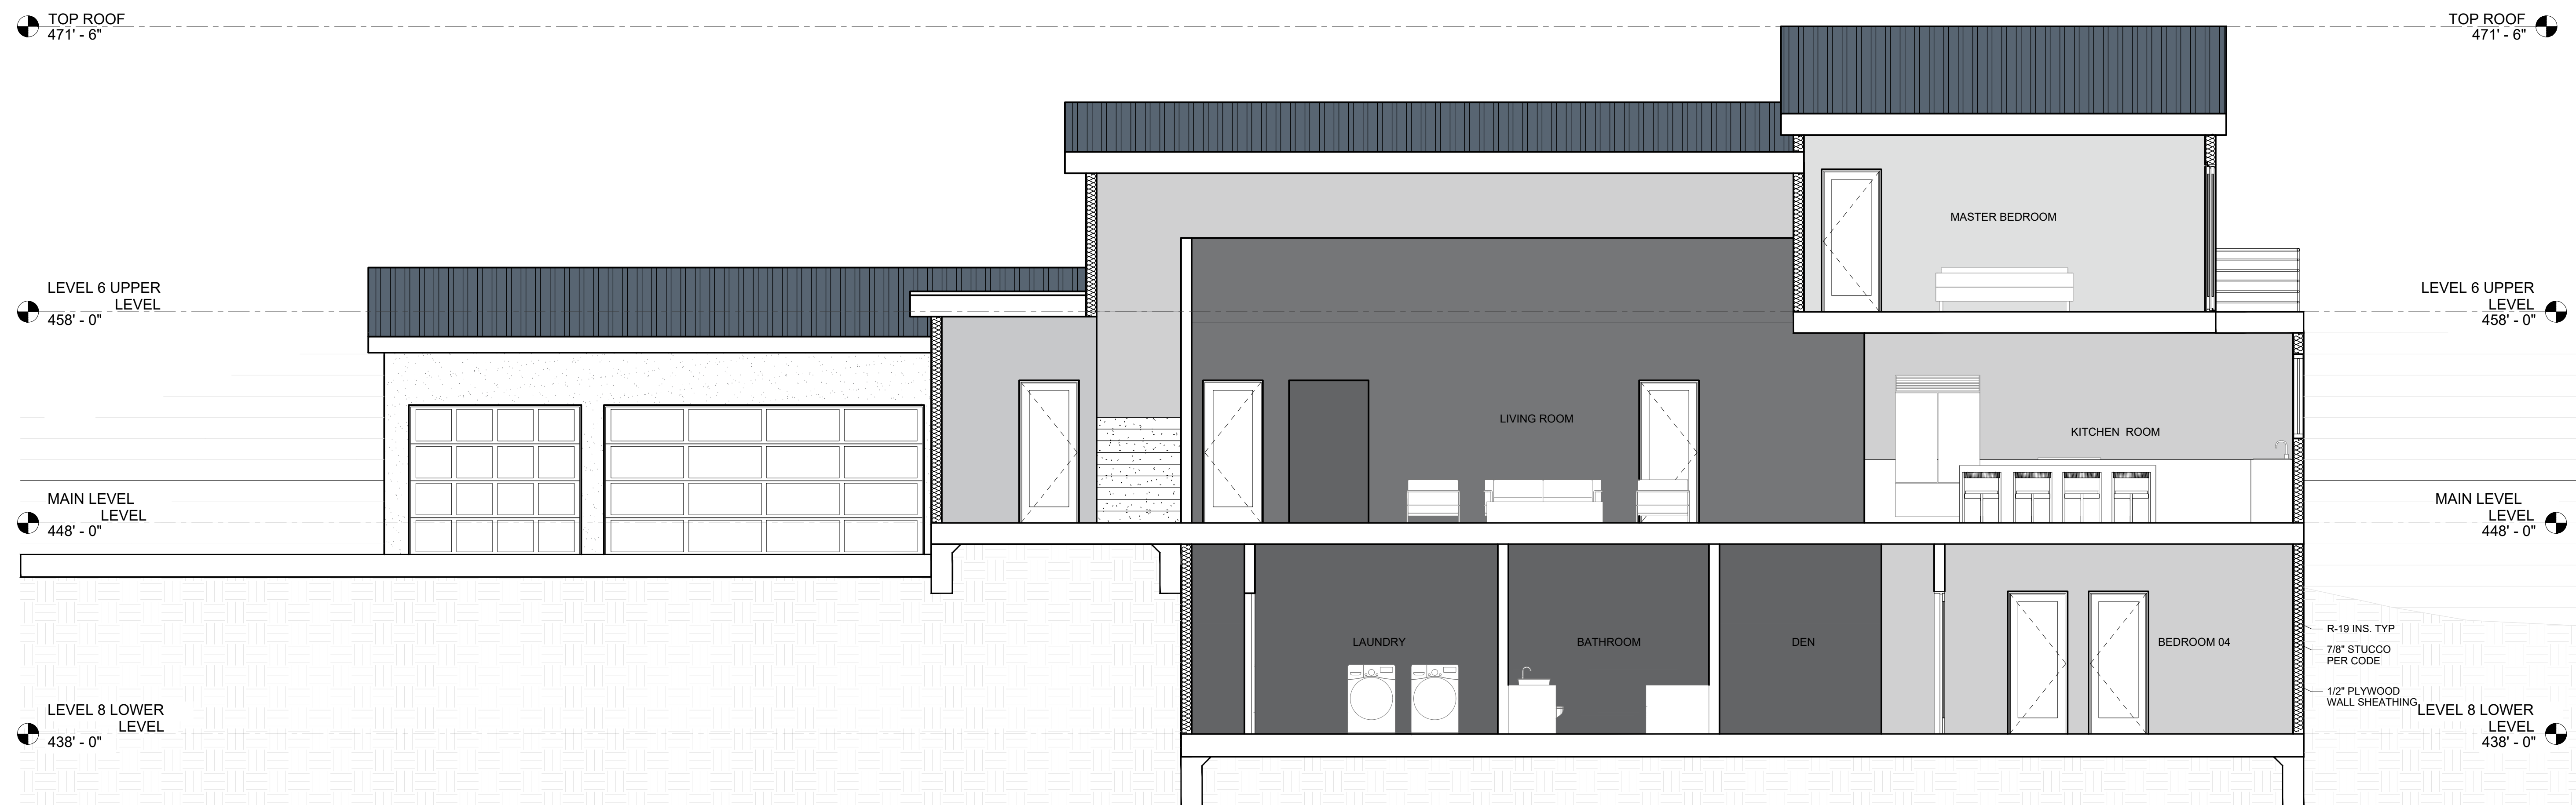 TOP ROOF
471' - 6"
TOP ROOF
471' - 6"
MASTER BEDROOM
LEVEL 6 UPPER
LEVEL
458' - 0"
LEVEL 6 UPPER
LEVEL
458' - 0"
LIVING ROOM
KITCHEN ROOM
MAIN LEVEL
LEVEL
448' - 0"
MAIN LEVEL
LEVEL
448' - 0"
LAUNDRY
BATHROOM
DEN
BEDROOM 04
R-19 INS. TYP
7/8" STUCCO
PER CODE
1/2" PLYWOOD
WALL SHEATHING
LEVEL 8 LOWER
LEVEL
438' - 0"
LEVEL 8 LOWER
LEVEL
438' - 0"